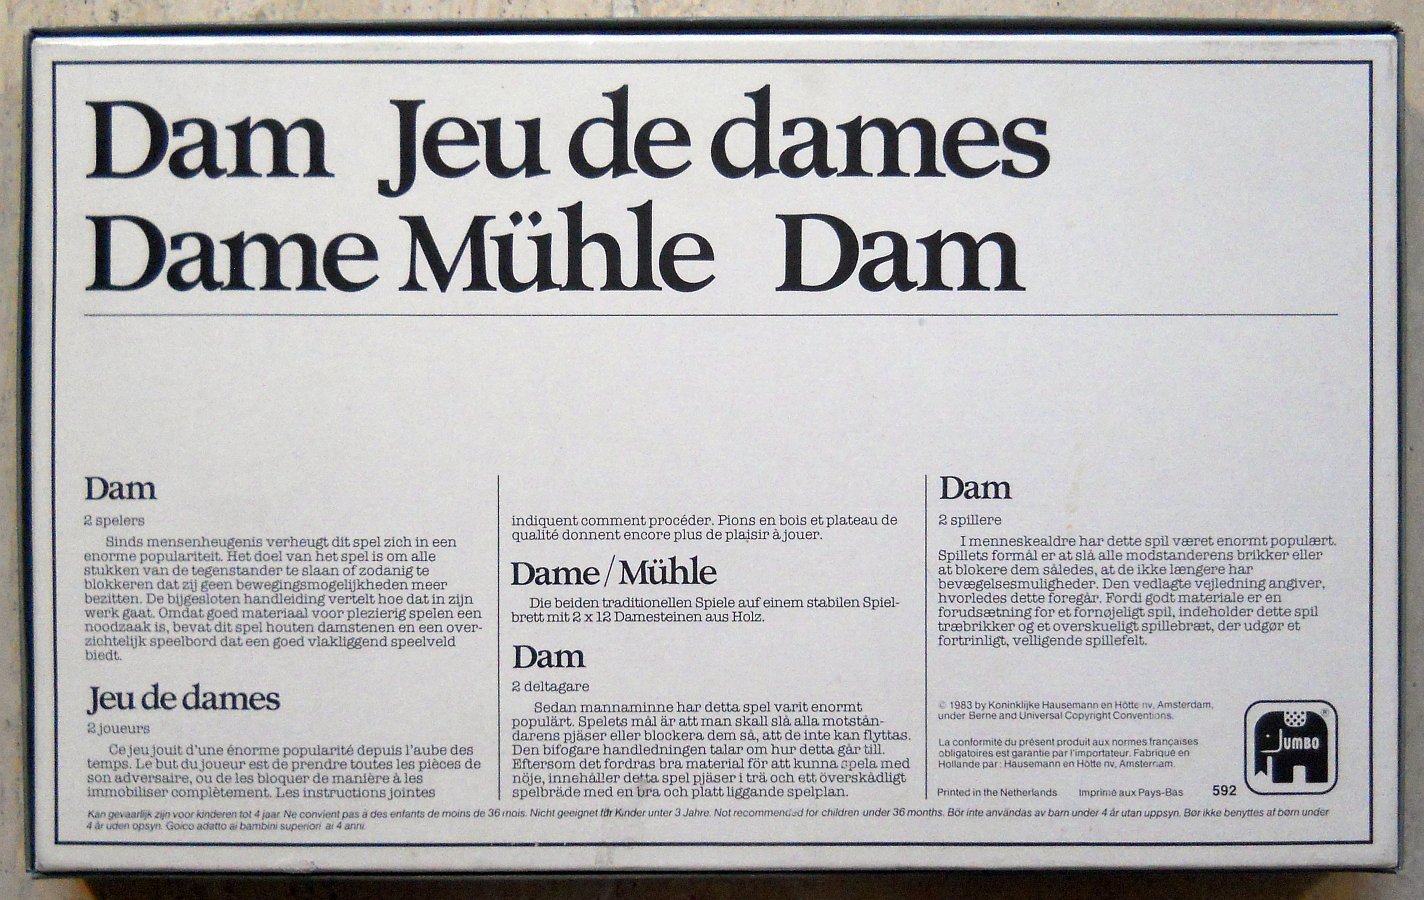 Dam Jeu de dames
Dame Mühle Dam
Dam
2 spelers
Sinds mensenheugenis verheugt dit spel zich in een
enorme populariteit. Het doel van het spel is om alle
stukken van de tegenstander te slaan of zodanig te
blokkeren dat zij geen bewegingsmogelijkheden meer
bezitten. De bijgesloten handleiding vertelt hoe dat in zijn
werk gaat. Omdat goed materiaal voor plezierig spelen een
noodzaak is, bevat dit spel houten damstenen en een over-
zichtelijk speelbord dat een goed vlakliggend speelveld
biedt.
Jeu de dames
2 joueurs
Ce jeu jouit d'une énorme popularité depuis l'aube des
temps. Le but du joueur est de prendre toutes les pièces de
son adversaire, ou de les bloquer de manière à les
immobiliser complètement. Les instructions jointes
indiquent comment procéder. Pions en bois et plateau de
qualité donnent encore plus de plaisir à jouer.
Dame/Mühle
Die beiden traditionellen Spiele auf einem stabilen Spiel-
brett mit 2 x 12 Damesteinen aus Holz.
Dam
2 deltagare
Sedan mannaminne har detta spel varit enormt
populärt. Spelets mål är att man skall slå alla motstån-
darens pjäser eller blockera dem så, att de inte kan flyttas.
Den bifogare handledningen talar om hur detta går till.
Eftersom det fordras bra material för att kunna spela med
nöje, innehåller detta spel pjäser i trä och ett överskådligt
spelbräde med en bra och platt liggande spelplan.
Dam
2 spillere
I menneskealdre har dette spil været enormt populært.
Spillets formål er at slå alle modstanderens brikker eller
at blokere dem således, at de ikke længere har
bevægelsesmuligheder. Den vedlagte vejledning angiver,
hvorledes dette foregår. Fordi godt materiale er en
forudsætning for et fornøjeligt spil, indeholder dette spil
træbrikker og et overskueligt spillebræt, der udgør et
fortrinligt, velligende spillefelt.
© 1983 by Koninklijke Hausemann en Hötte nv, Amsterdam,
under Berne and Universal Copyright Conventions.
La conformité du présent produit aux normes françaises
obligatoires est garantie par l'importateur. Fabriqué en
Hollande par: Hausemann en Hötte nv, Amsterdam.
Printed in the Netherlands Imprimé aux Pays-Bas 592
JUMBO ®
Kan gevaarlijk zijn voor kinderen tot 4 jaar. Ne convient pas à des enfants de moins de 36 mois. Nicht geeignet für Kinder unter 3 Jahre. Not recommended for children under 36 months. Bör inte användas av barn under 4 år utan uppsyn. Bør ikke benyttes af børn under
4 år uden opsyn. Goico adatto ai bambini superiori ai 4 anni.